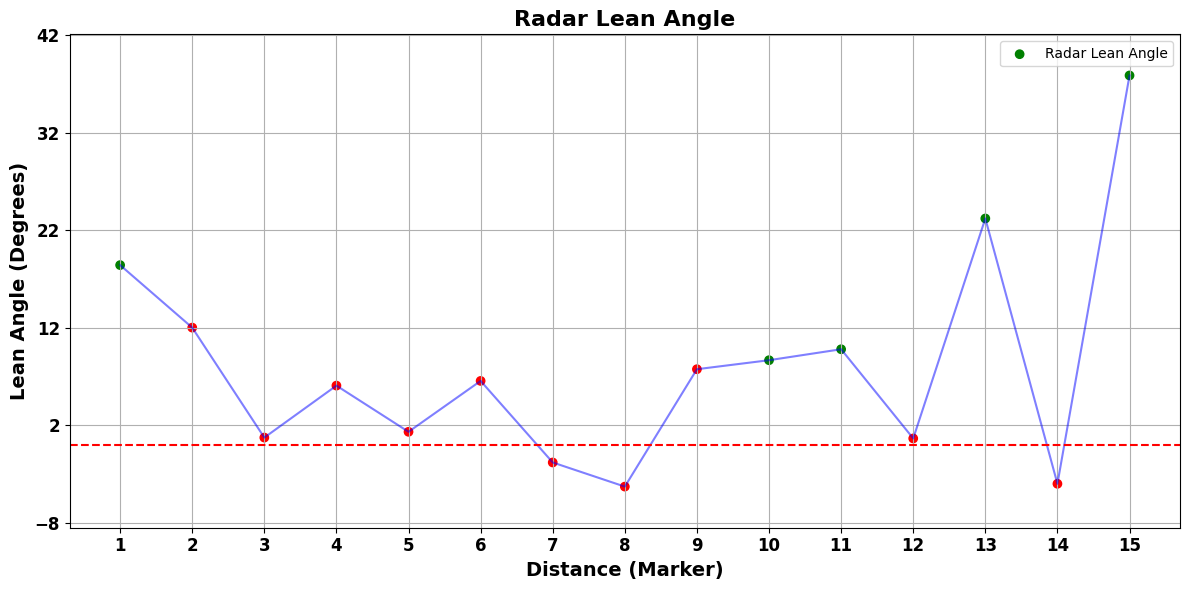 Radar Lean Angle
Radar Lean Angle
42
32
22
12
2
−8
Lean Angle (Degrees)
1 2 3 4 5 6 7 8 9 10 11 12 13 14 15
Distance (Marker)